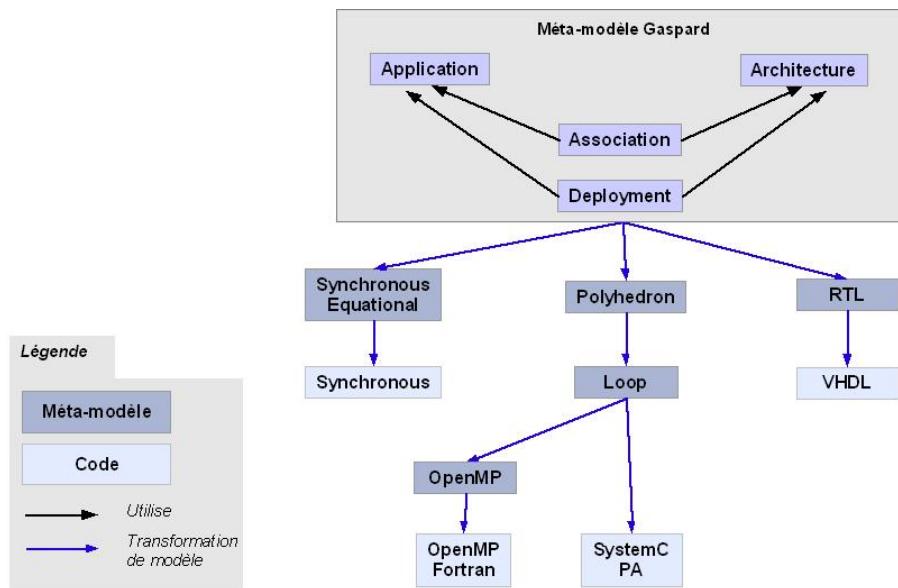 Méta-modèle Gaspard
Application
Architecture
Association
Deployment
Synchronous
Equational
Polyhedron
RTL
Synchronous
Loop
VHDL
OpenMP
OpenMP
Fortran
SystemC
PA
Légende
Méta-modèle
Code
Utilise
Transformation
de modèle